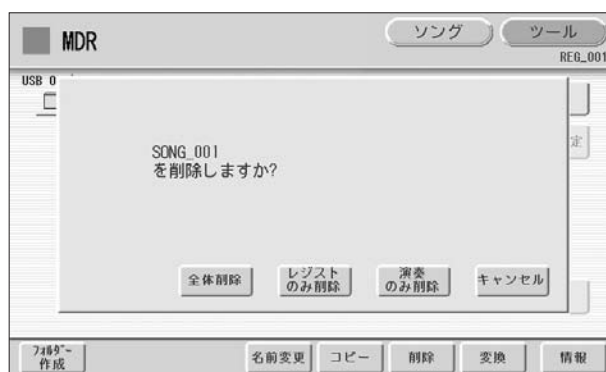 MDR
ソング
ツール
REG_001
USB 0
定
SONG_001
を削除しますか?
全体削除
レジスト
のみ削除
演奏
のみ削除
キャンセル
フォルダー
作成
名前変更
コピー
削除
変換
情報